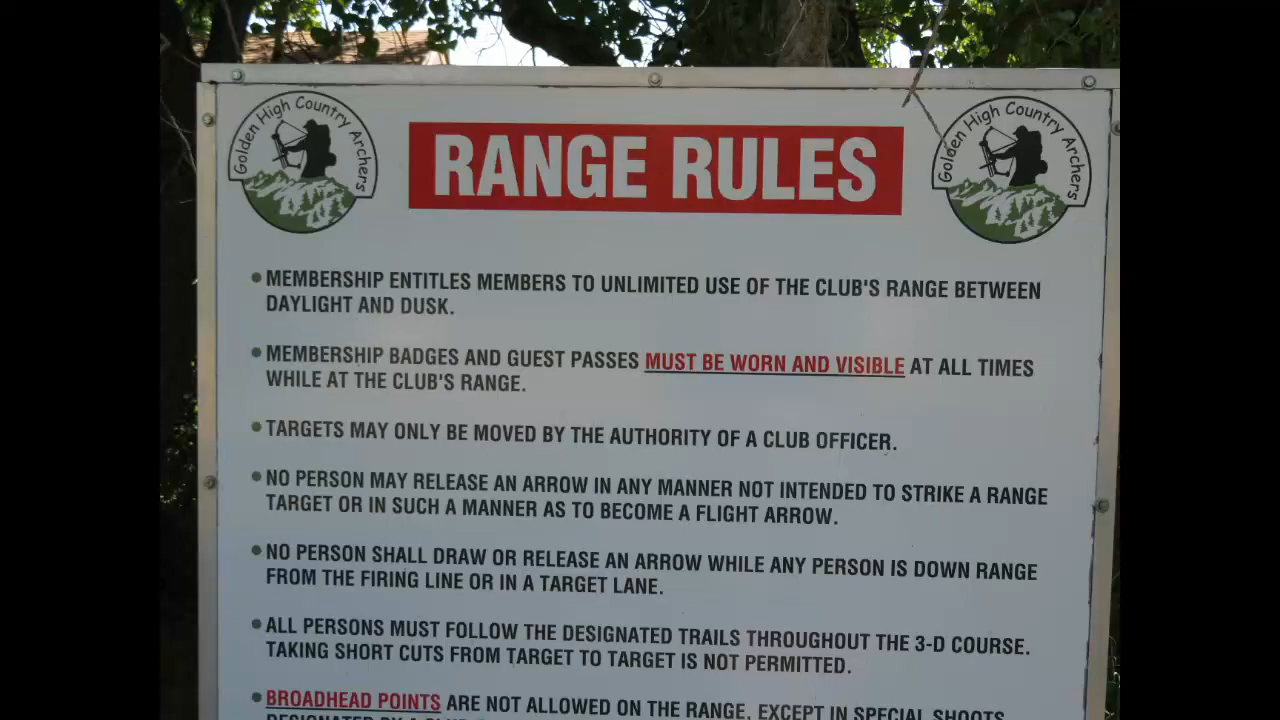 Golden High Country Archers
RANGE RULES
Golden High Country Archers
• MEMBERSHIP ENTITLES MEMBERS TO UNLIMITED USE OF THE CLUB'S RANGE BETWEEN
DAYLIGHT AND DUSK.
• MEMBERSHIP BADGES AND GUEST PASSES MUST BE WORN AND VISIBLE AT ALL TIMES
WHILE AT THE CLUB'S RANGE.
• TARGETS MAY ONLY BE MOVED BY THE AUTHORITY OF A CLUB OFFICER.
• NO PERSON MAY RELEASE AN ARROW IN ANY MANNER NOT INTENDED TO STRIKE A RANGE
TARGET OR IN SUCH A MANNER AS TO BECOME A FLIGHT ARROW.
• NO PERSON SHALL DRAW OR RELEASE AN ARROW WHILE ANY PERSON IS DOWN RANGE
FROM THE FIRING LINE OR IN A TARGET LANE.
• ALL PERSONS MUST FOLLOW THE DESIGNATED TRAILS THROUGHOUT THE 3-D COURSE.
TAKING SHORT CUTS FROM TARGET TO TARGET IS NOT PERMITTED.
• BROADHEAD POINTS ARE NOT ALLOWED ON THE RANGE, EXCEPT IN SPECIAL SHOOTS